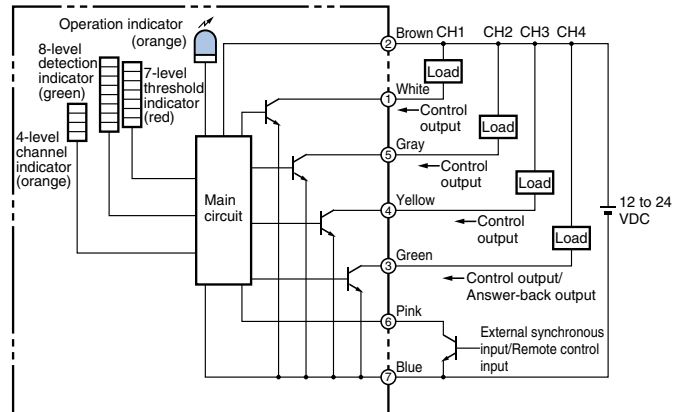 Operation indicator
(orange)
8-level
detection
indicator
(green)
7-level
threshold
indicator
(red)
4-level
channel
indicator
(orange)
Main
circuit
2
Brown
CH1
CH2
CH3
CH4
Load
1
White
Control
output
Load
5
Gray
Control
output
Load
4
Yellow
Control
output
Load
3
Green
Control output/
Answer-back output
12 to 24
VDC
6
Pink
External synchronous
input/Remote control
input
7
Blue